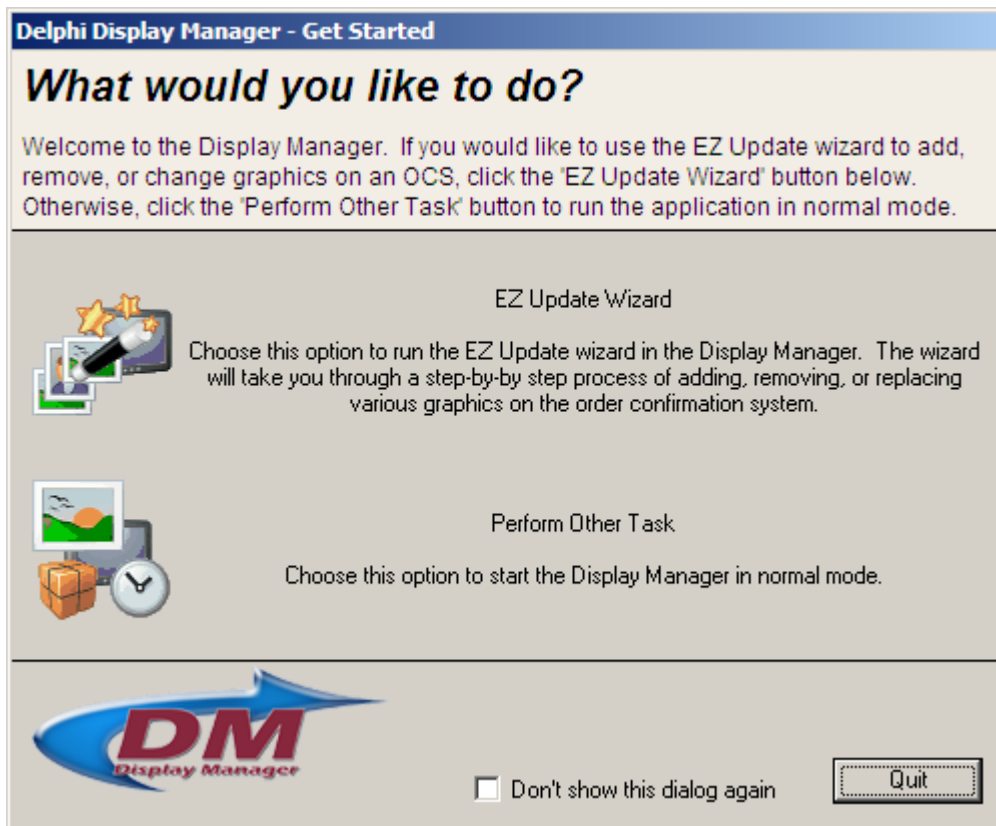 Delphi Display Manager - Get Started
What would you like to do?
Welcome to the Display Manager.  If you would like to use the EZ Update wizard to add,
remove, or change graphics on an OCS, click the 'EZ Update Wizard' button below.
Otherwise, click the 'Perform Other Task' button to run the application in normal mode.
EZ Update Wizard
Choose this option to run the EZ Update wizard in the Display Manager.  The wizard
will take you through a step-by-by step process of adding, removing, or replacing
various graphics on the order confirmation system.
Perform Other Task
Choose this option to start the Display Manager in normal mode.
DM
Display Manager
Don't show this dialog again
Quit